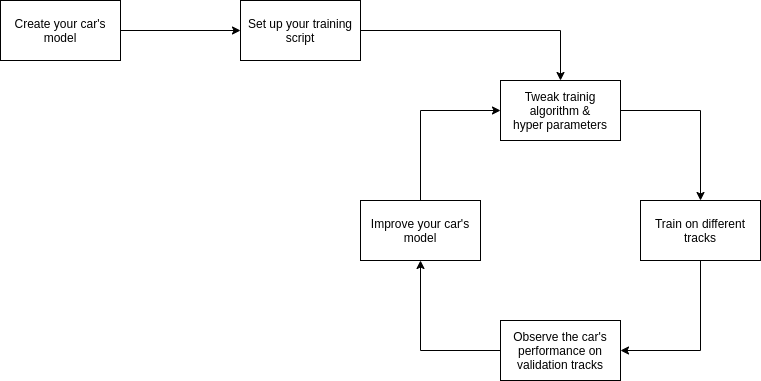 Create your car's
model
Set up your training
script
Tweak trainig
algorithm &
hyper parameters
Improve your car's
model
Train on different
tracks
Observe the car's
performance on
validation tracks